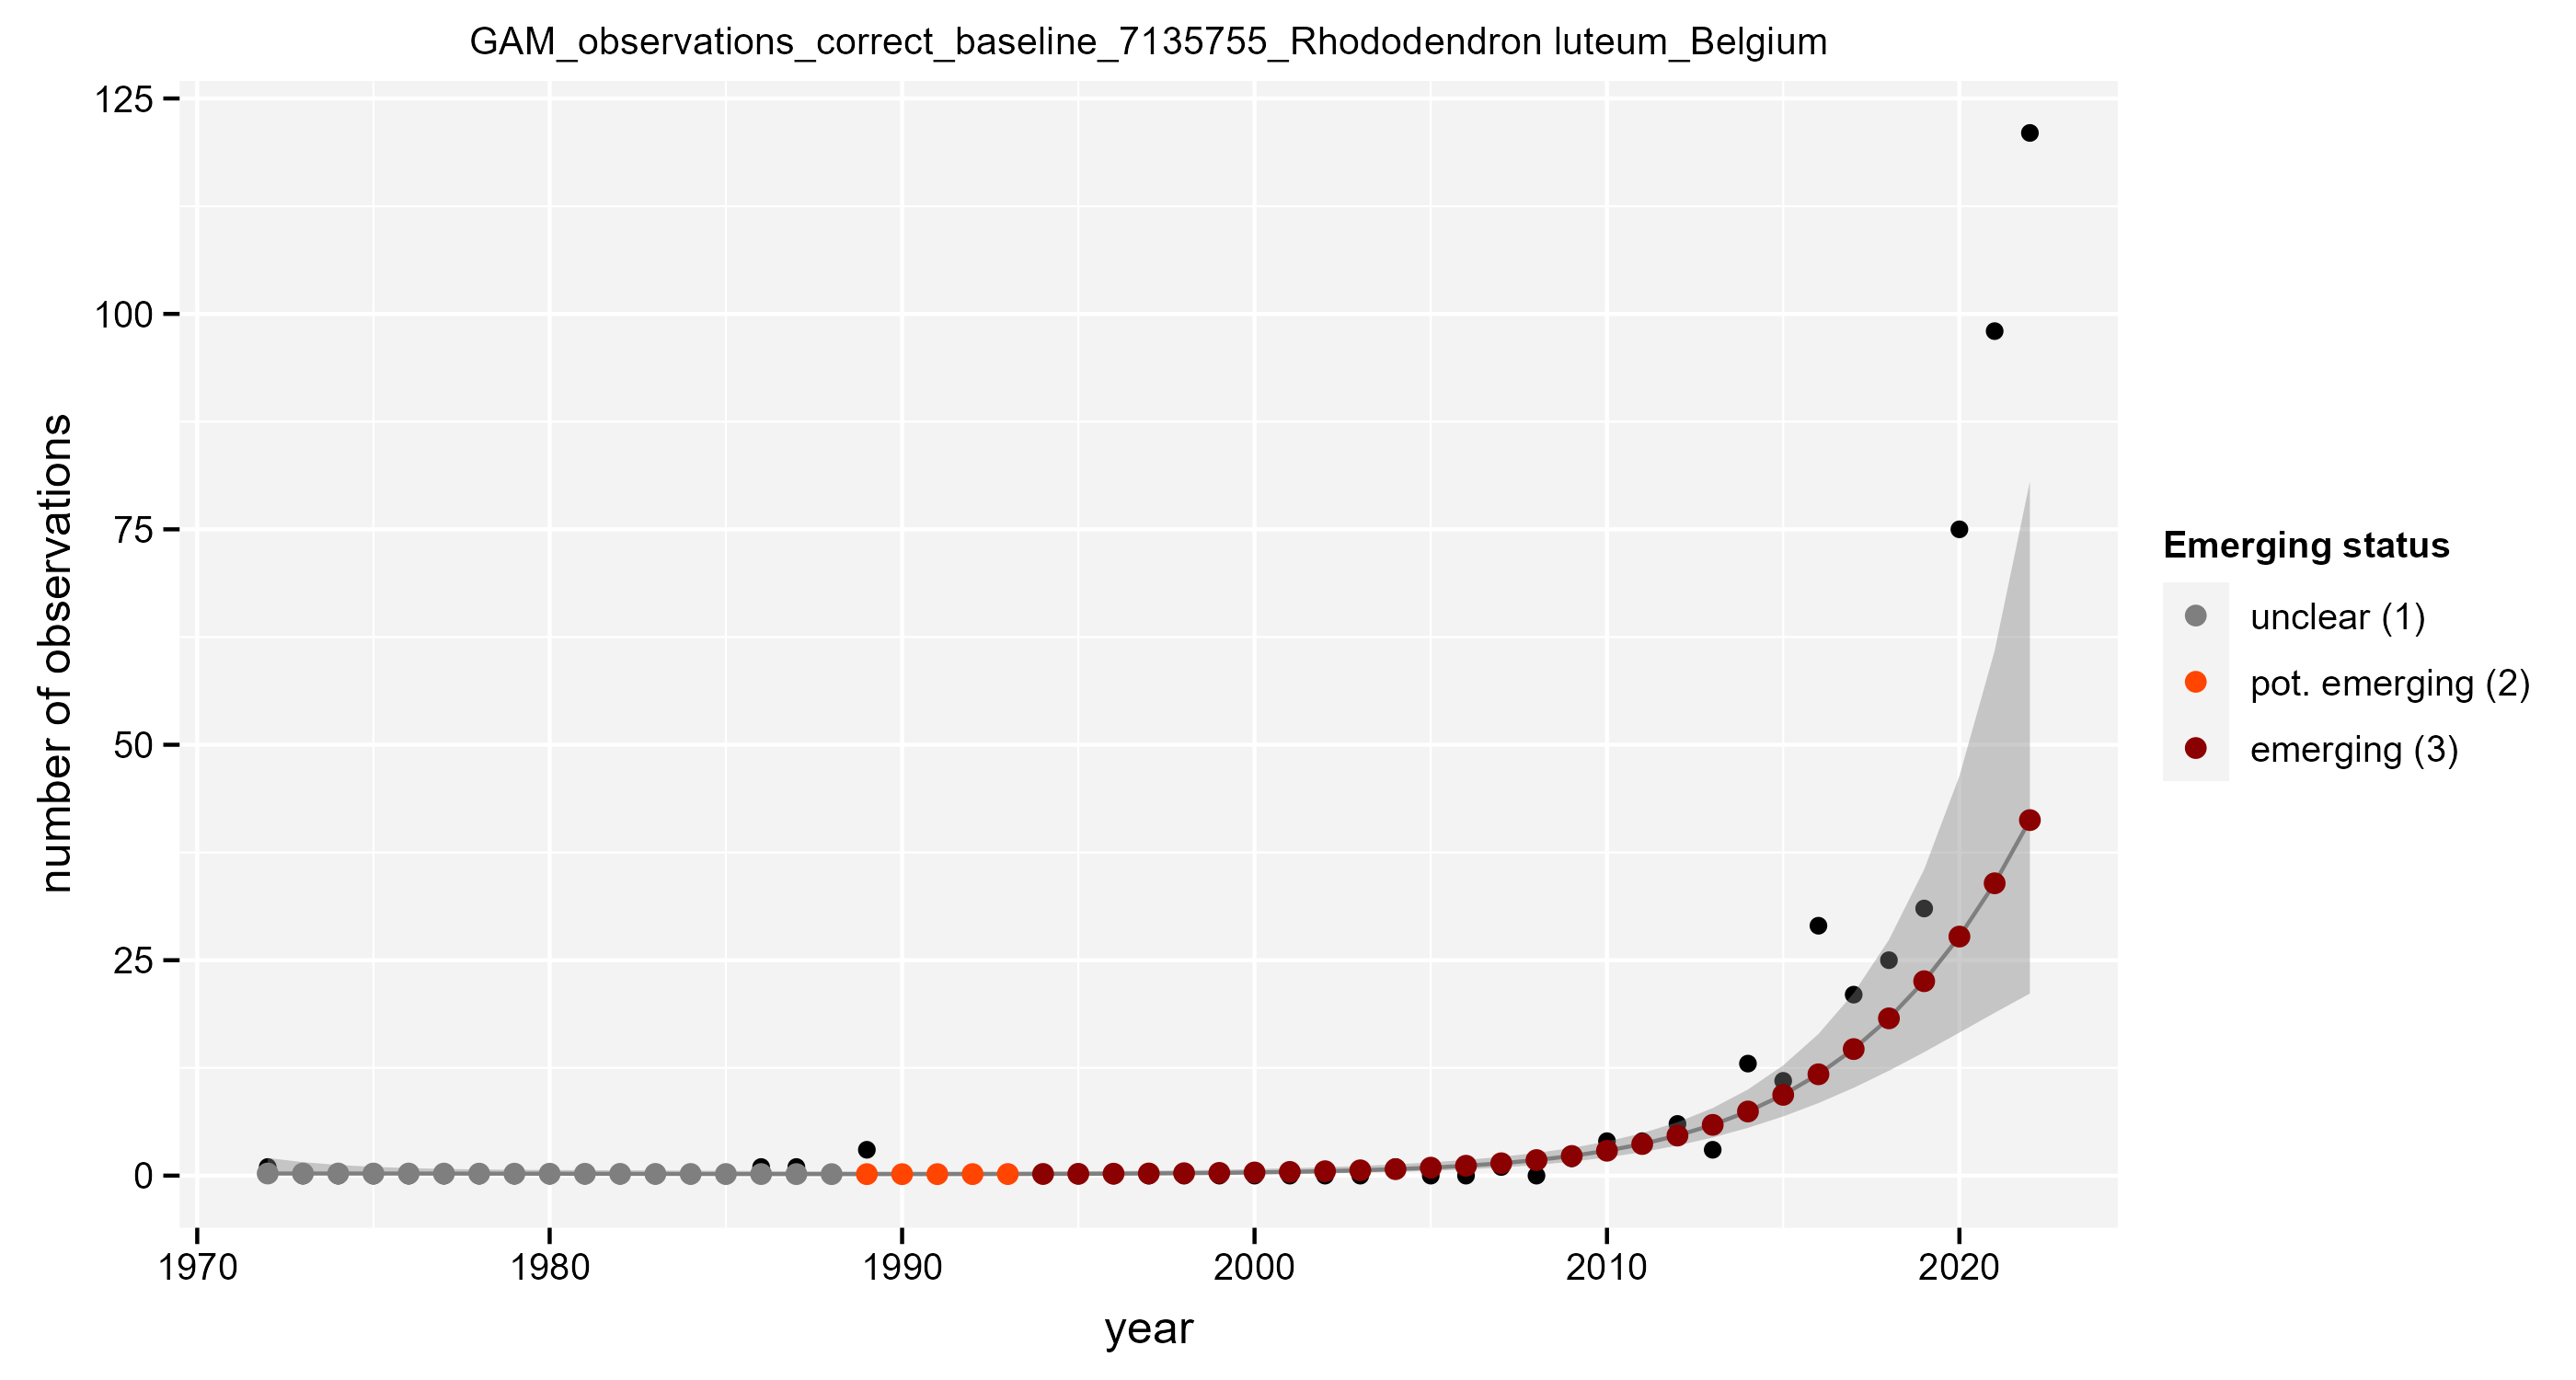 GAM_observations_correct_baseline_7135755_Rhododendron luteum_Belgium
125
100
75
50
25
0
number of observations
1970 1980 1990 2000 2010 2020
year
Emerging status
unclear (1)
pot. emerging (2)
emerging (3)